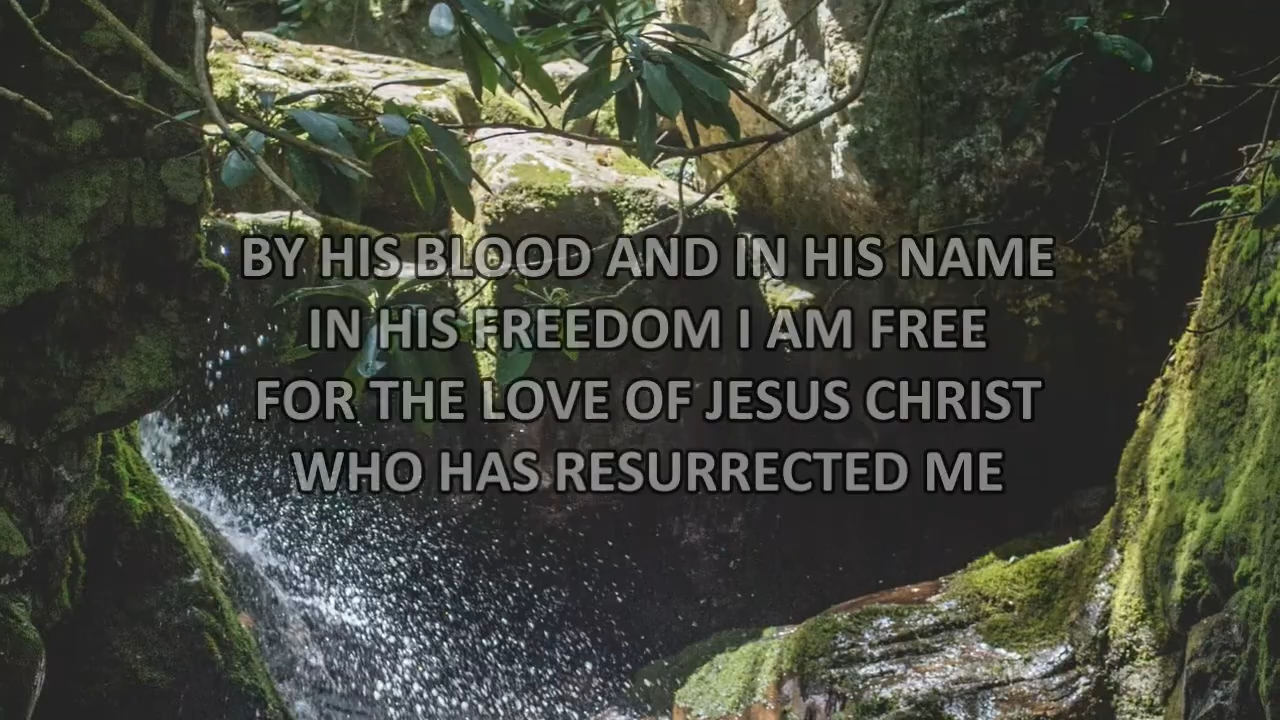 BY HIS BLOOD AND IN HIS NAME
IN HIS FREEDOM I AM FREE
FOR THE LOVE OF JESUS CHRIST
WHO HAS RESURRECTED ME